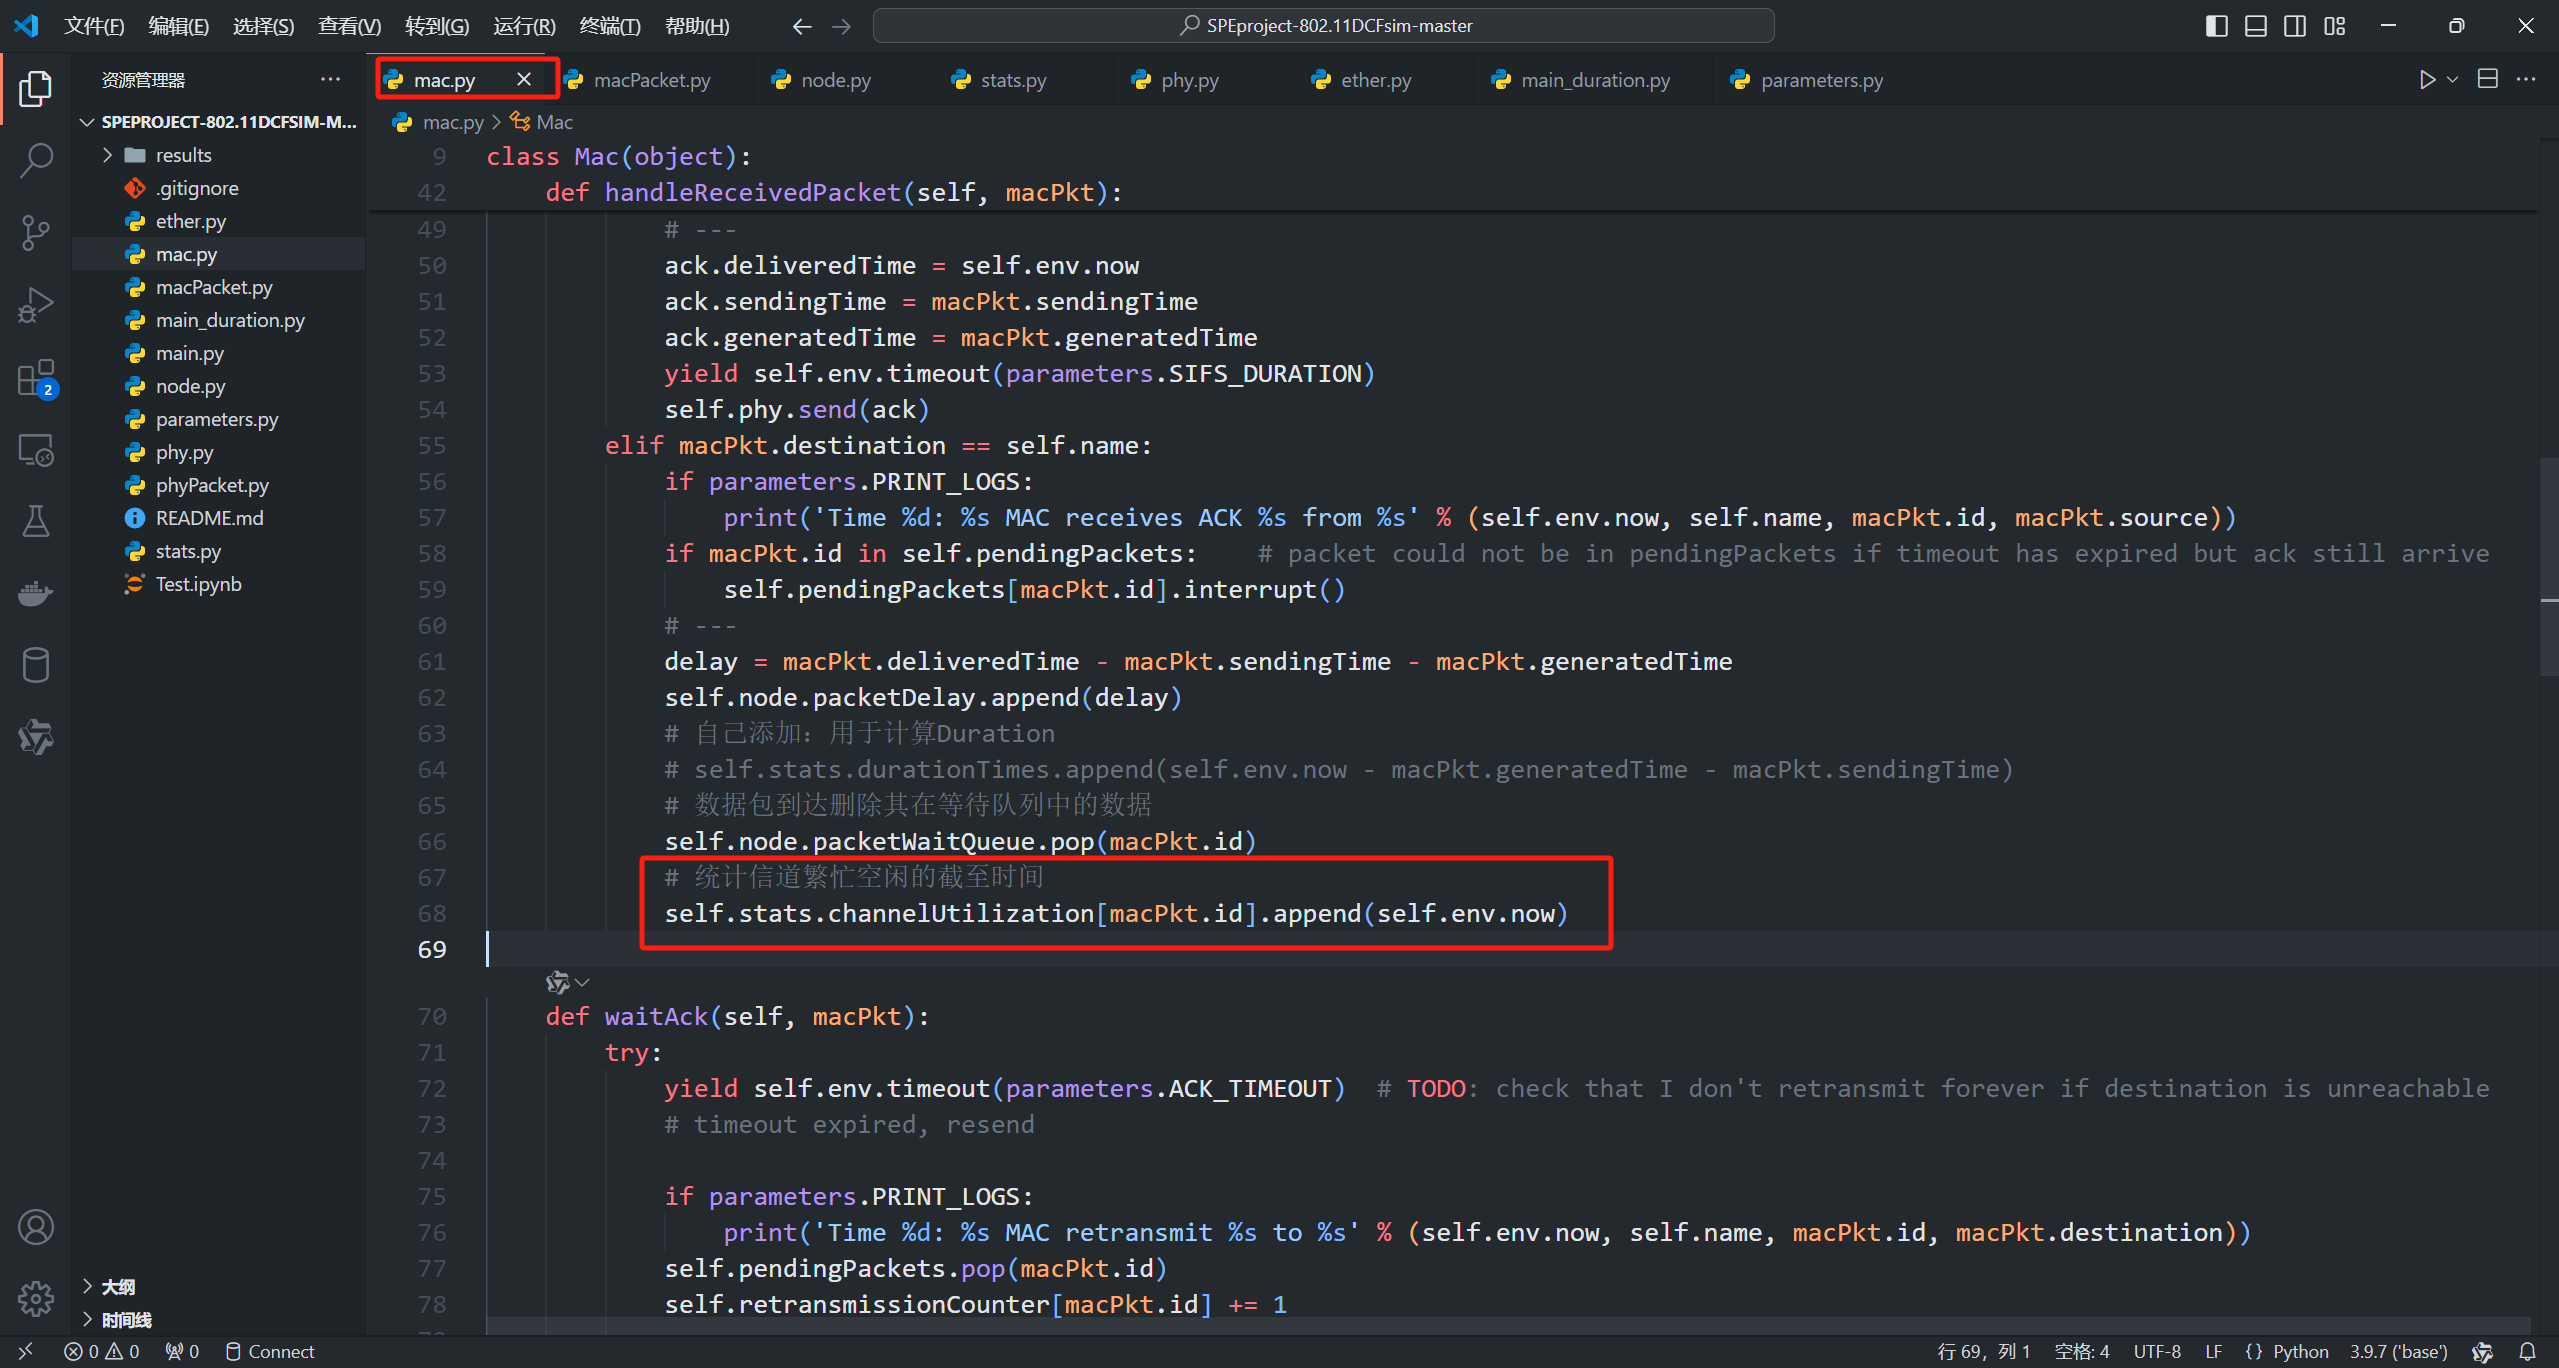 文件(F) 编辑(E) 选择(S) 查看(V) 转到(G) 运行(R) 终端(T) 帮助(H) SPEproject-802.11DCFsim-master
资源管理器
SPEPROJECT-802.11DCFSIM-M...
results
.gitignore
ether.py
mac.py
macPacket.py
main_duration.py
main.py
node.py
parameters.py
phy.py
phyPacket.py
README.md
stats.py
Test.ipynb
大纲
时间线
2
mac.py macPacket.py node.py stats.py phy.py ether.py main_duration.py parameters.py
mac.py > Mac
9 class Mac(object):
42 def handleReceivedPacket(self, macPkt):
49 # ---
50 ack.deliveredTime = self.env.now
51 ack.sendingTime = macPkt.sendingTime
52 ack.generatedTime = macPkt.generatedTime
53 yield self.env.timeout(parameters.SIFS_DURATION)
54 self.phy.send(ack)
55 elif macPkt.destination == self.name:
56 if parameters.PRINT_LOGS:
57 print('Time %d: %s MAC receives ACK %s from %s' % (self.env.now, self.name, macPkt.id, macPkt.source))
58 if macPkt.id in self.pendingPackets: # packet could not be in pendingPackets if timeout has expired but ack still arrive
59 self.pendingPackets[macPkt.id].interrupt()
60 # ---
61 delay = macPkt.deliveredTime - macPkt.sendingTime - macPkt.generatedTime
62 self.node.packetDelay.append(delay)
63 # 自己添加：用于计算Duration
64 # self.stats.durationTimes.append(self.env.now - macPkt.generatedTime - macPkt.sendingTime)
65 # 数据包到达删除其在等待队列中的数据
66 self.node.packetWaitQueue.pop(macPkt.id)
67 # 统计信道繁忙空闲的截至时间
68 self.stats.channelUtilization[macPkt.id].append(self.env.now)
69
70 def waitAck(self, macPkt):
71 try:
72 yield self.env.timeout(parameters.ACK_TIMEOUT) # TODO: check that I don't retransmit forever if destination is unreachable
73 # timeout expired, resend
74
75 if parameters.PRINT_LOGS:
76 print('Time %d: %s MAC retransmit %s to %s' % (self.env.now, self.name, macPkt.id, macPkt.destination))
77 self.pendingPackets.pop(macPkt.id)
78 self.retransmissionCounter[macPkt.id] += 1
0 0 0 Connect 行 69，列 1 空格: 4 UTF-8 LF {} Python 3.9.7 ('base')